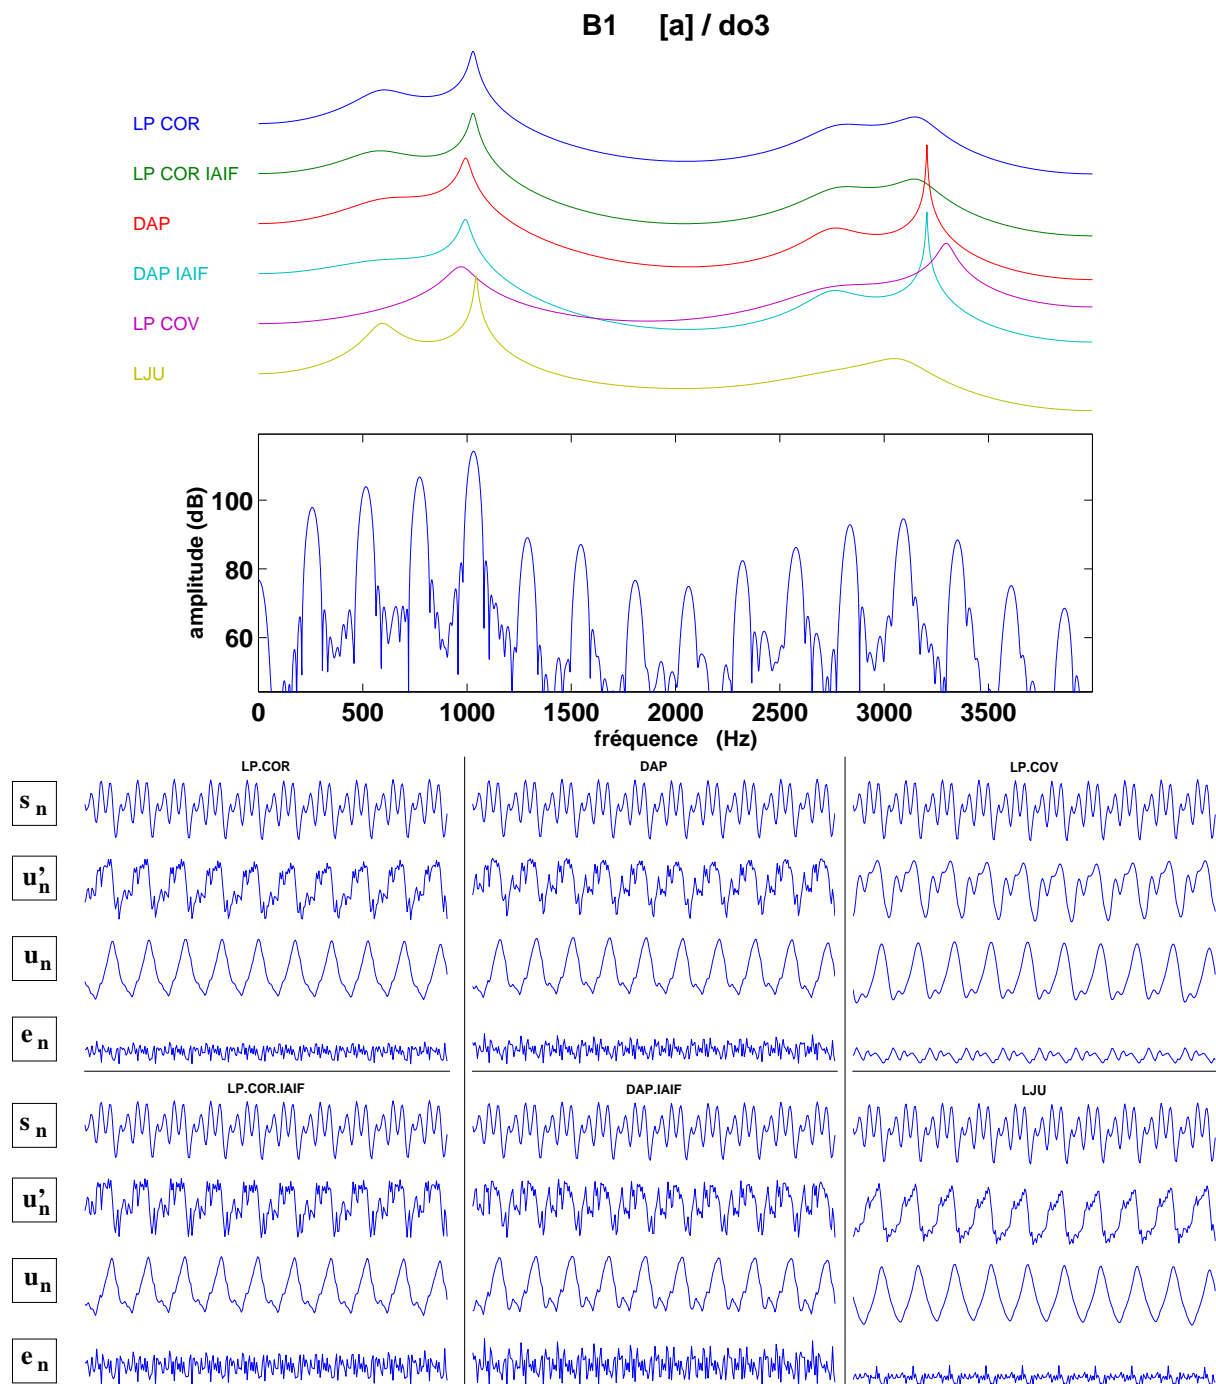 B1 [a] / do3
LP COR
LP COR IAIF
DAP
DAP IAIF
LP COV
LJU
amplitude (dB)
100
80
60
0 500 1000 1500 2000 2500 3000 3500
fréquence (Hz)
LP.COR DAP LP.COV
s n
u'n
un
e n
LP.COR.IAIF DAP.IAIF LJU
s n
u'n
un
e n